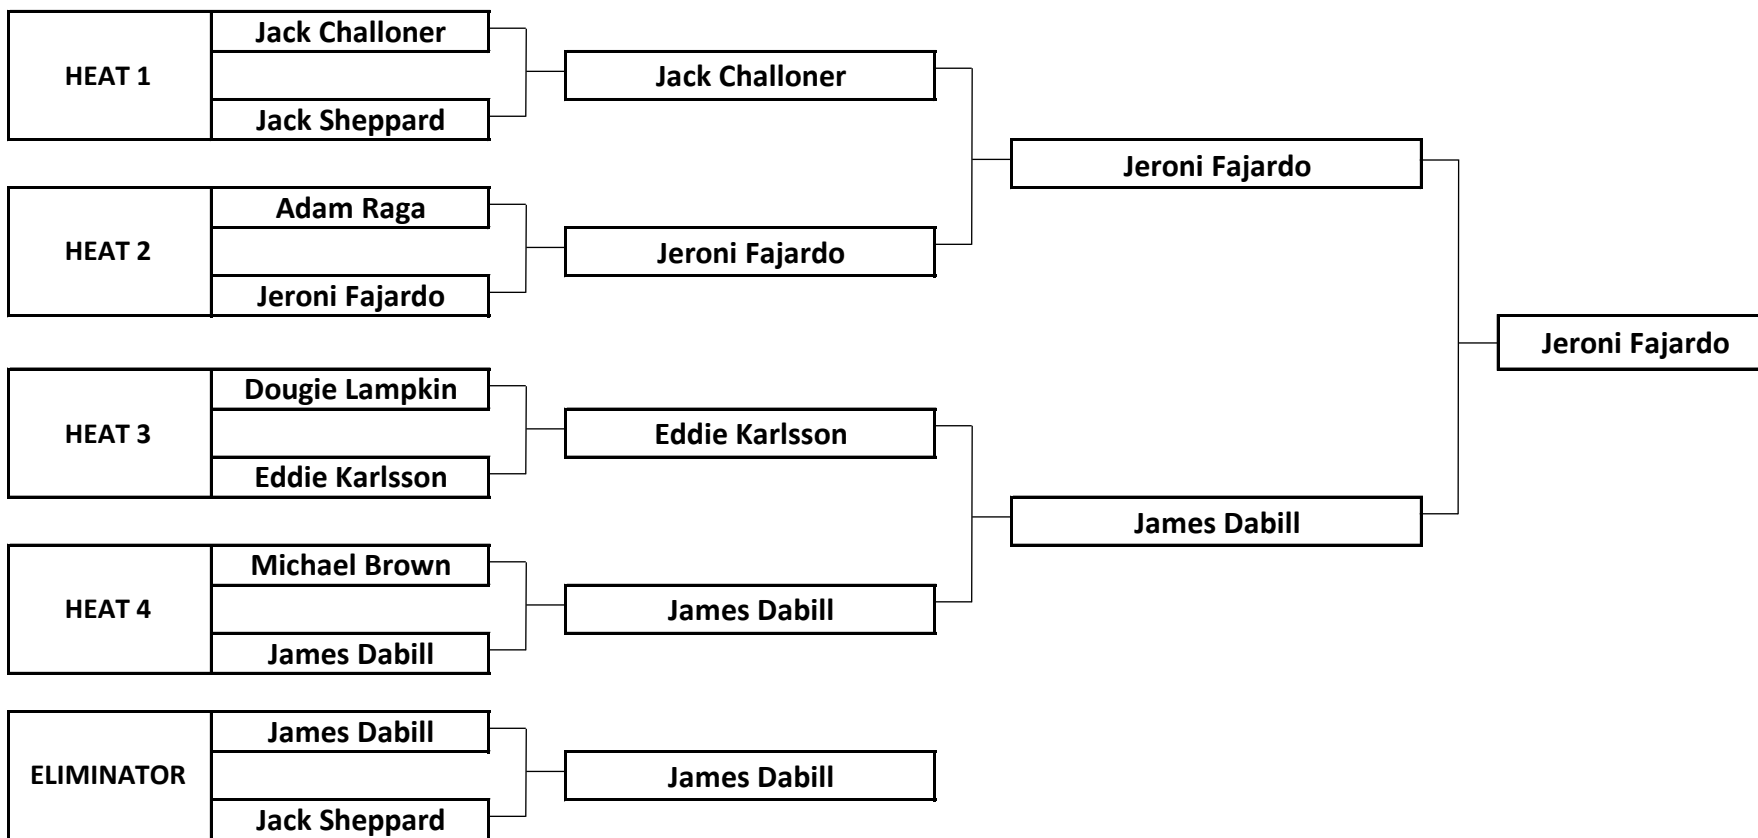 HEAT 1
Jack Challoner
Jack Sheppard
Jack Challoner
HEAT 2
Adam Raga
Jeroni Fajardo
Jeroni Fajardo
Jeroni Fajardo
HEAT 3
Dougie Lampkin
Eddie Karlsson
Eddie Karlsson
HEAT 4
Michael Brown
James Dabill
James Dabill
James Dabill
Jeroni Fajardo
ELIMINATOR
James Dabill
Jack Sheppard
James Dabill